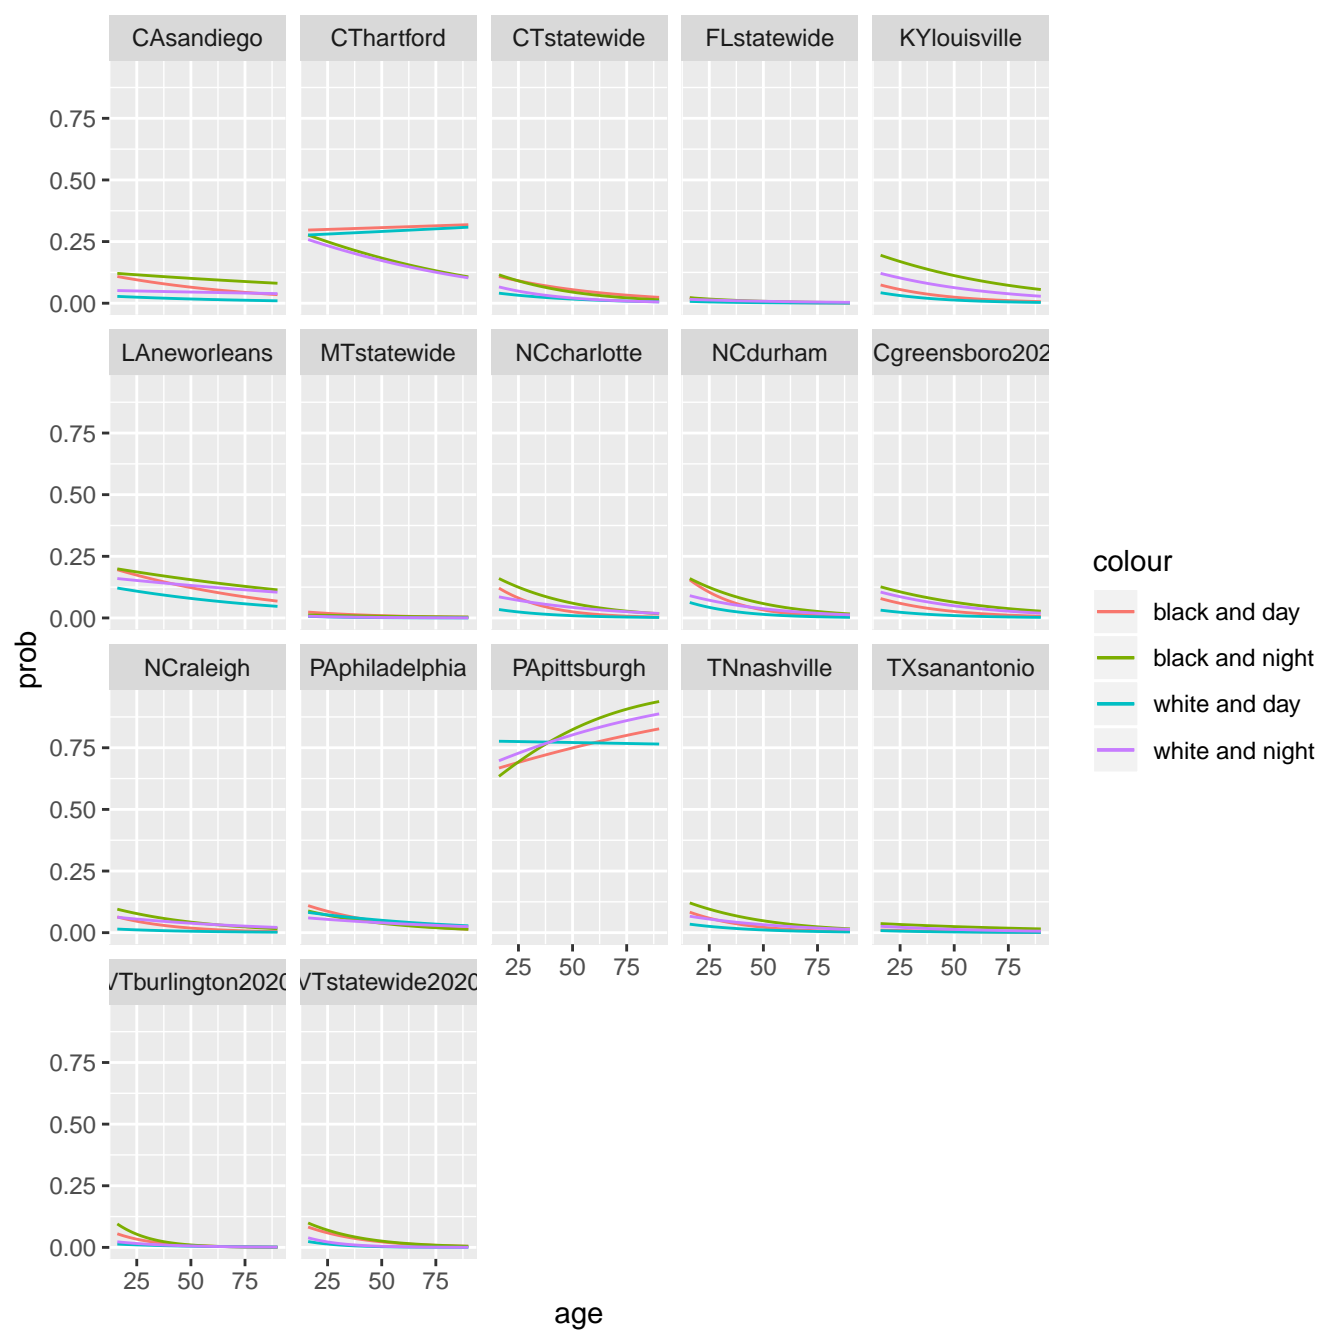 CAsandiego CThartford CTstatewide FLstatewide KYlouisville
0.75
0.50
0.25
0.00
LAneworleans MTstatewide NCcharlotte NCdurham Cgreensboro202
0.75
0.50
0.25
0.00
NCraleigh PAphiladelphia PApittsburgh TNnashville TXsanantonio
0.75
0.50
0.25
0.00
25 50 75 25 50 75 25 50 75
VTburlington2020 VTstatewide2020
0.75
0.50
0.25
0.00
25 50 75 25 50 75
age
prob
colour
black and day
black and night
white and day
white and night